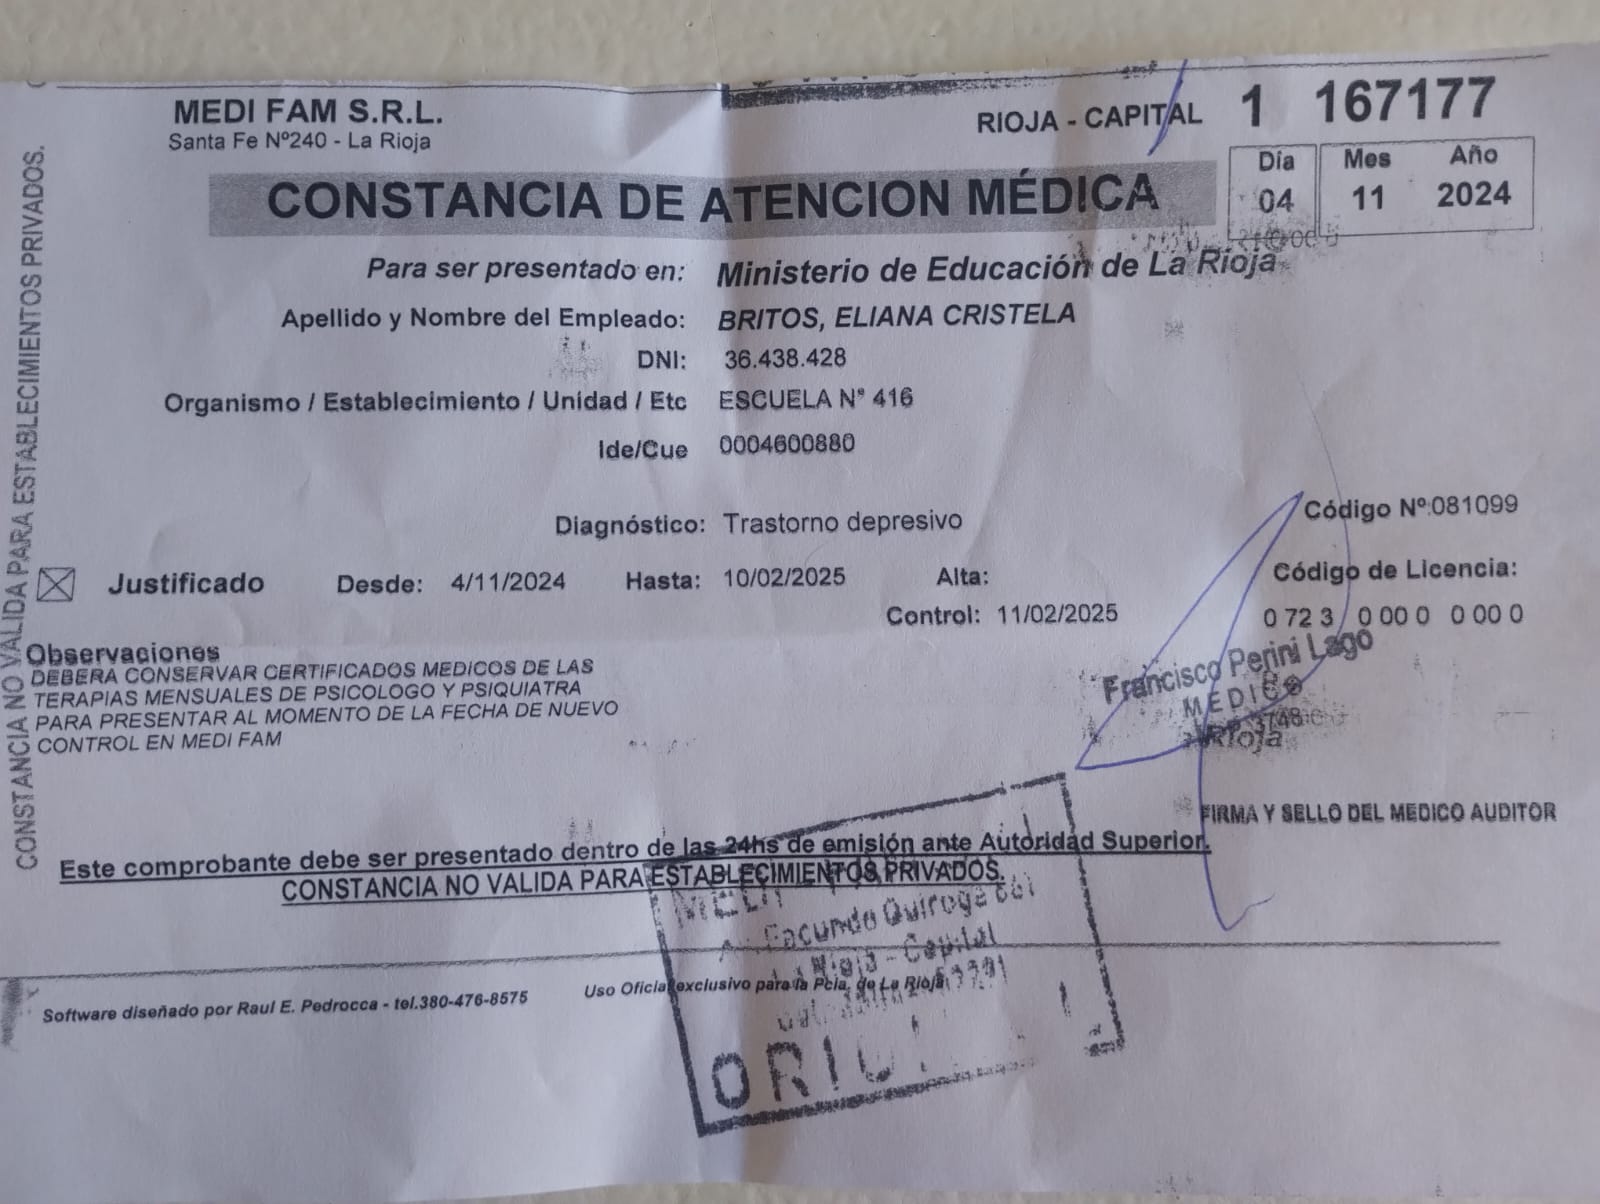 MEDI FAM S.R.L.
Santa Fe Nº240 - La Rioja
RIOJA - CAPITAL 1 167177
CONSTANCIA DE ATENCION MÉDICA
Día Mes Año
04 11 2024
Para ser presentado en: Ministerio de Educación de La Rioja
Apellido y Nombre del Empleado: BRITOS, ELIANA CRISTELA
DNI: 36.438.428
Organismo / Establecimiento / Unidad / Etc ESCUELA N° 416
Ide/Cue 0004600880
Diagnóstico: Trastorno depresivo
Código Nº:081099
Justificado Desde: 4/11/2024 Hasta: 10/02/2025 Alta:
Código de Licencia:
Control: 11/02/2025
0 72 3 0 00 0 0 00 0
Observaciones
DEBERA CONSERVAR CERTIFICADOS MEDICOS DE LAS
TERAPIAS MENSUALES DE PSICOLOGO Y PSIQUIATRA
PARA PRESENTAR AL MOMENTO DE LA FECHA DE NUEVO
CONTROL EN MEDI FAM
Francisco Perini Lago
MEDICO
3748
Rioja
FIRMA Y SELLO DEL MEDICO AUDITOR
Este comprobante debe ser presentado dentro de las 24hs de emisión ante Autoridad Superior.
CONSTANCIA NO VALIDA PARA ESTABLECIMIENTOS PRIVADOS.
Facundo Quiroga
La Rioja - Capital
Software diseñado por Raul E. Pedrocca - tel.380-476-8575
Uso Oficial exclusivo para la Pcia. de La Rioja
CONSTANCIA NO VALIDA PARA ESTABLECIMIENTOS PRIVADOS.